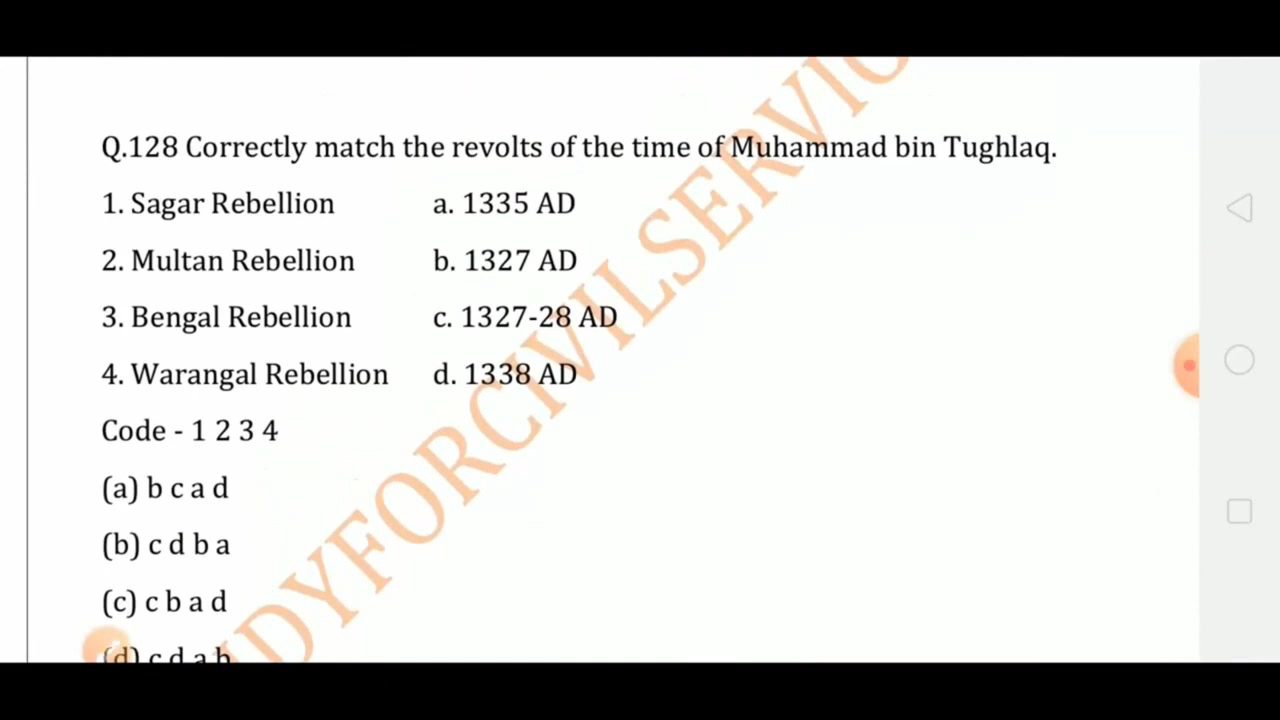 Q.128 Correctly match the revolts of the time of Muhammad bin Tughlaq.
1. Sagar Rebellion a. 1335 AD
2. Multan Rebellion b. 1327 AD
3. Bengal Rebellion c. 1327-28 AD
4. Warangal Rebellion d. 1338 AD
Code - 1 2 3 4
(a) b c a d
(b) c d b a
(c) c b a d
(d) c d a b